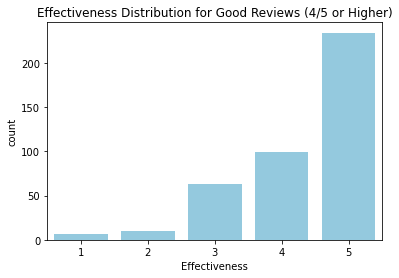 Effectiveness Distribution for Good Reviews (4/5 or Higher)
200
150
100
50
0
count
1 2 3 4 5
Effectiveness